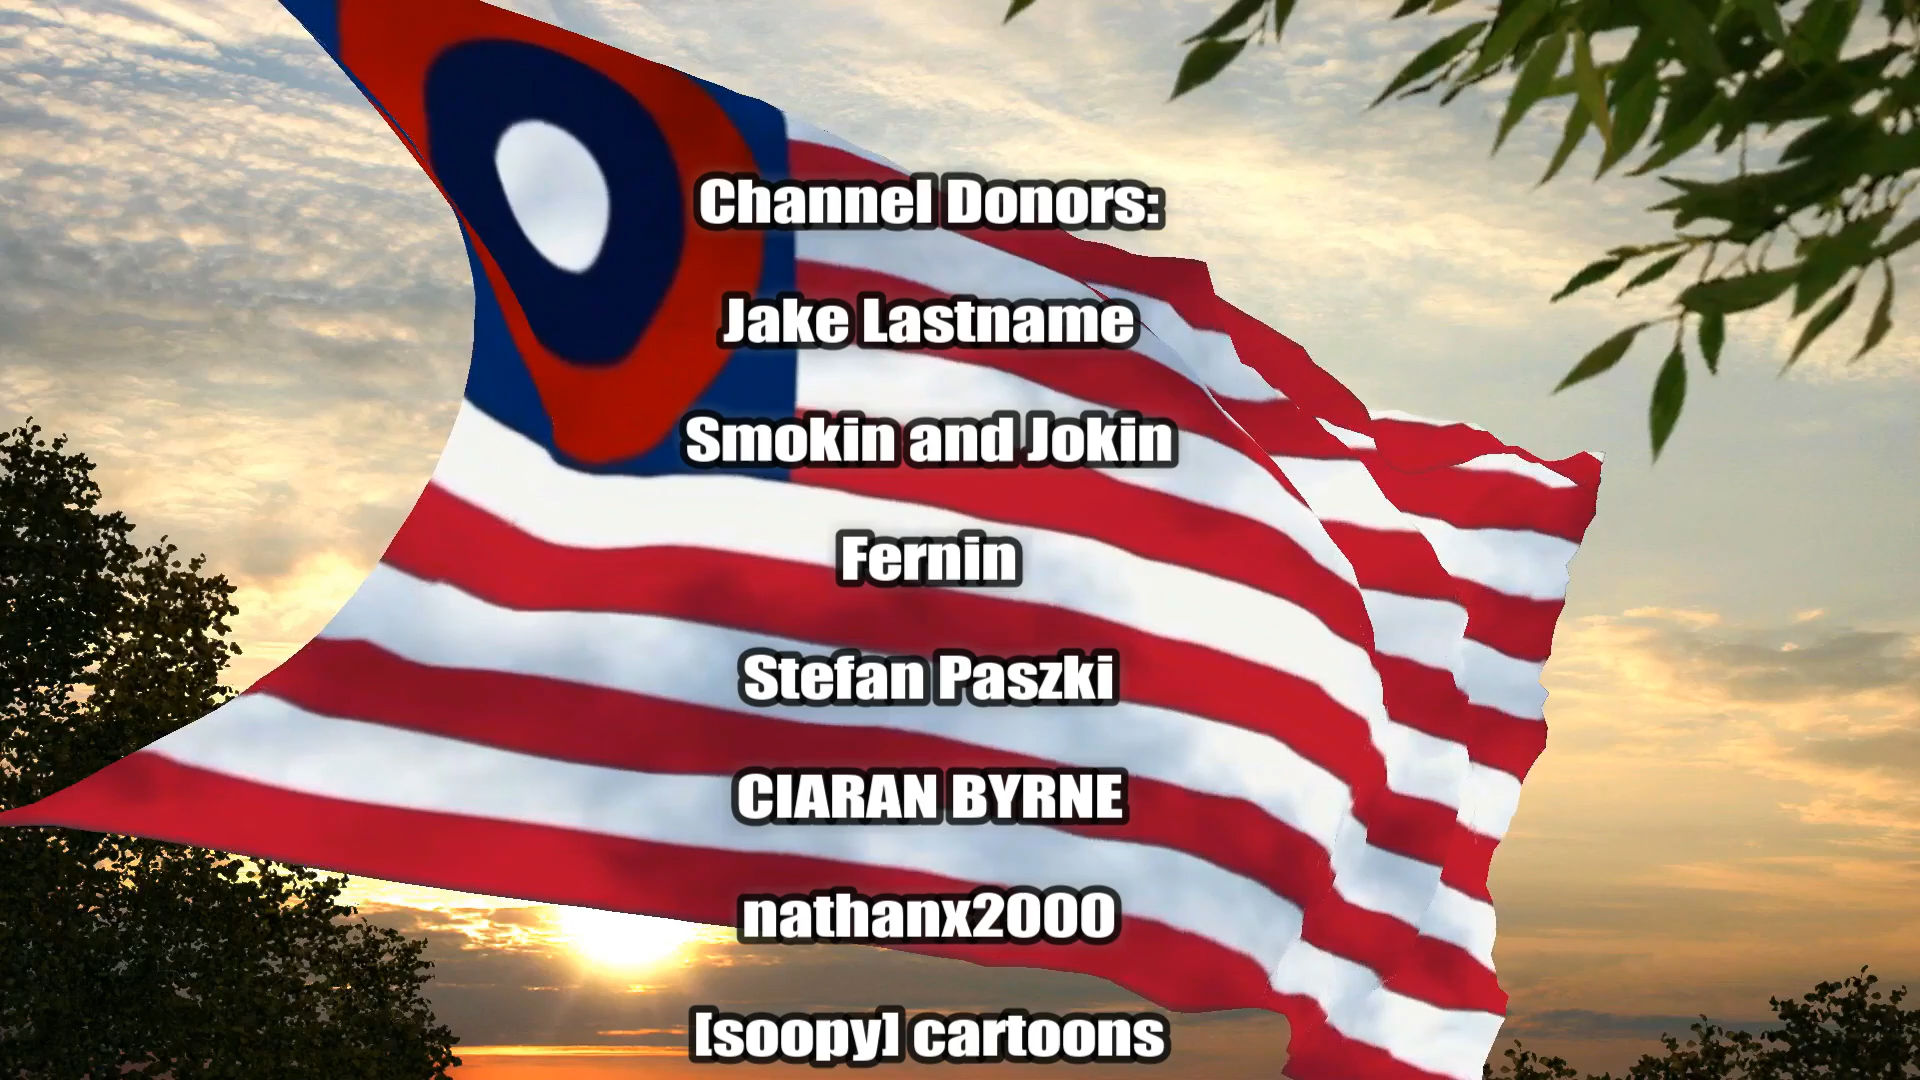 Channel Donors:
Jake Lastname
Smokin and Jokin
Fernin
Stefan Paszki
CIARAN BYRNE
nathanx2000
[soopy] cartoons